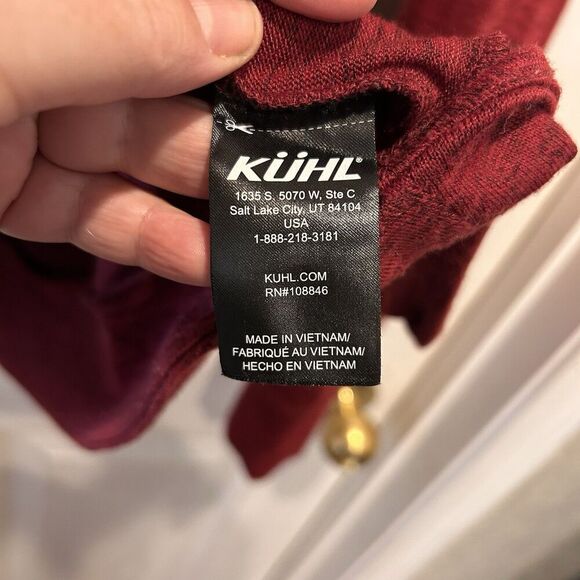 KÜHL®
1635 S. 5070 W, Ste C
Salt Lake City, UT 84104
USA
1-888-218-3181
KUHL.COM
RN#108846
MADE IN VIETNAM/
FABRIQUÉ AU VIETNAM/
HECHO EN VIETNAM